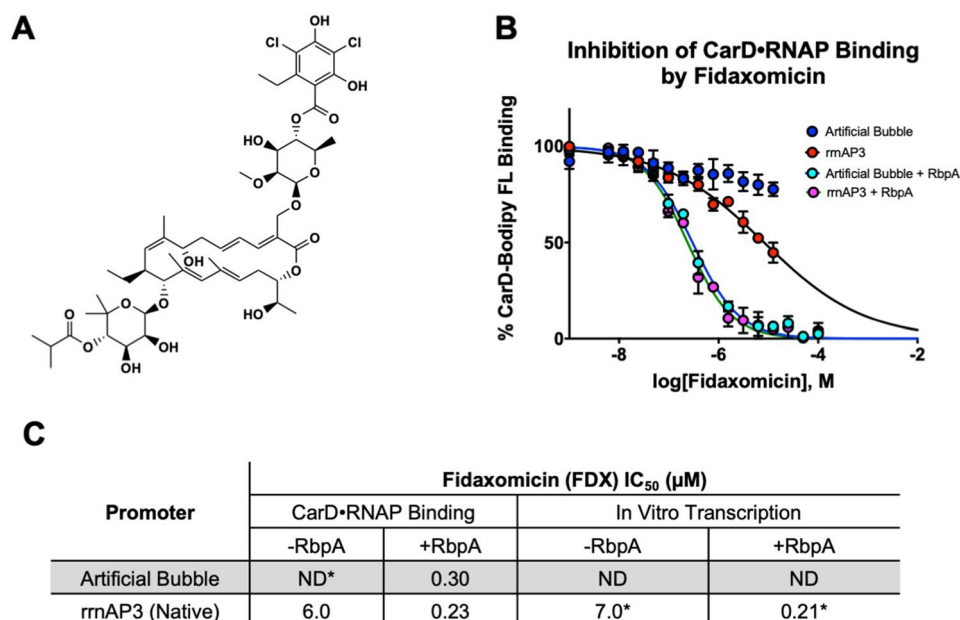 A
OH
Cl
Cl
OH
O
O
HO
O
O
O
O
O
OH
O
HO
O
O
O
O
OH
OH
B
Inhibition of CarD•RNAP Binding
by Fidaxomicin
% CarD-Bodipy FL Binding
100
50
0
-8
-6
-4
-2
log[Fidaxomicin], M
Artificial Bubble
rrnAP3
Artificial Bubble + RbpA
rrnAP3 + RbpA
C
Fidaxomicin (FDX) IC₅₀ (µM)
Promoter
CarD•RNAP Binding
In Vitro Transcription
-RbpA
+RbpA
-RbpA
+RbpA
Artificial Bubble
ND*
0.30
ND
ND
rrnAP3 (Native)
6.0
0.23
7.0*
0.21*